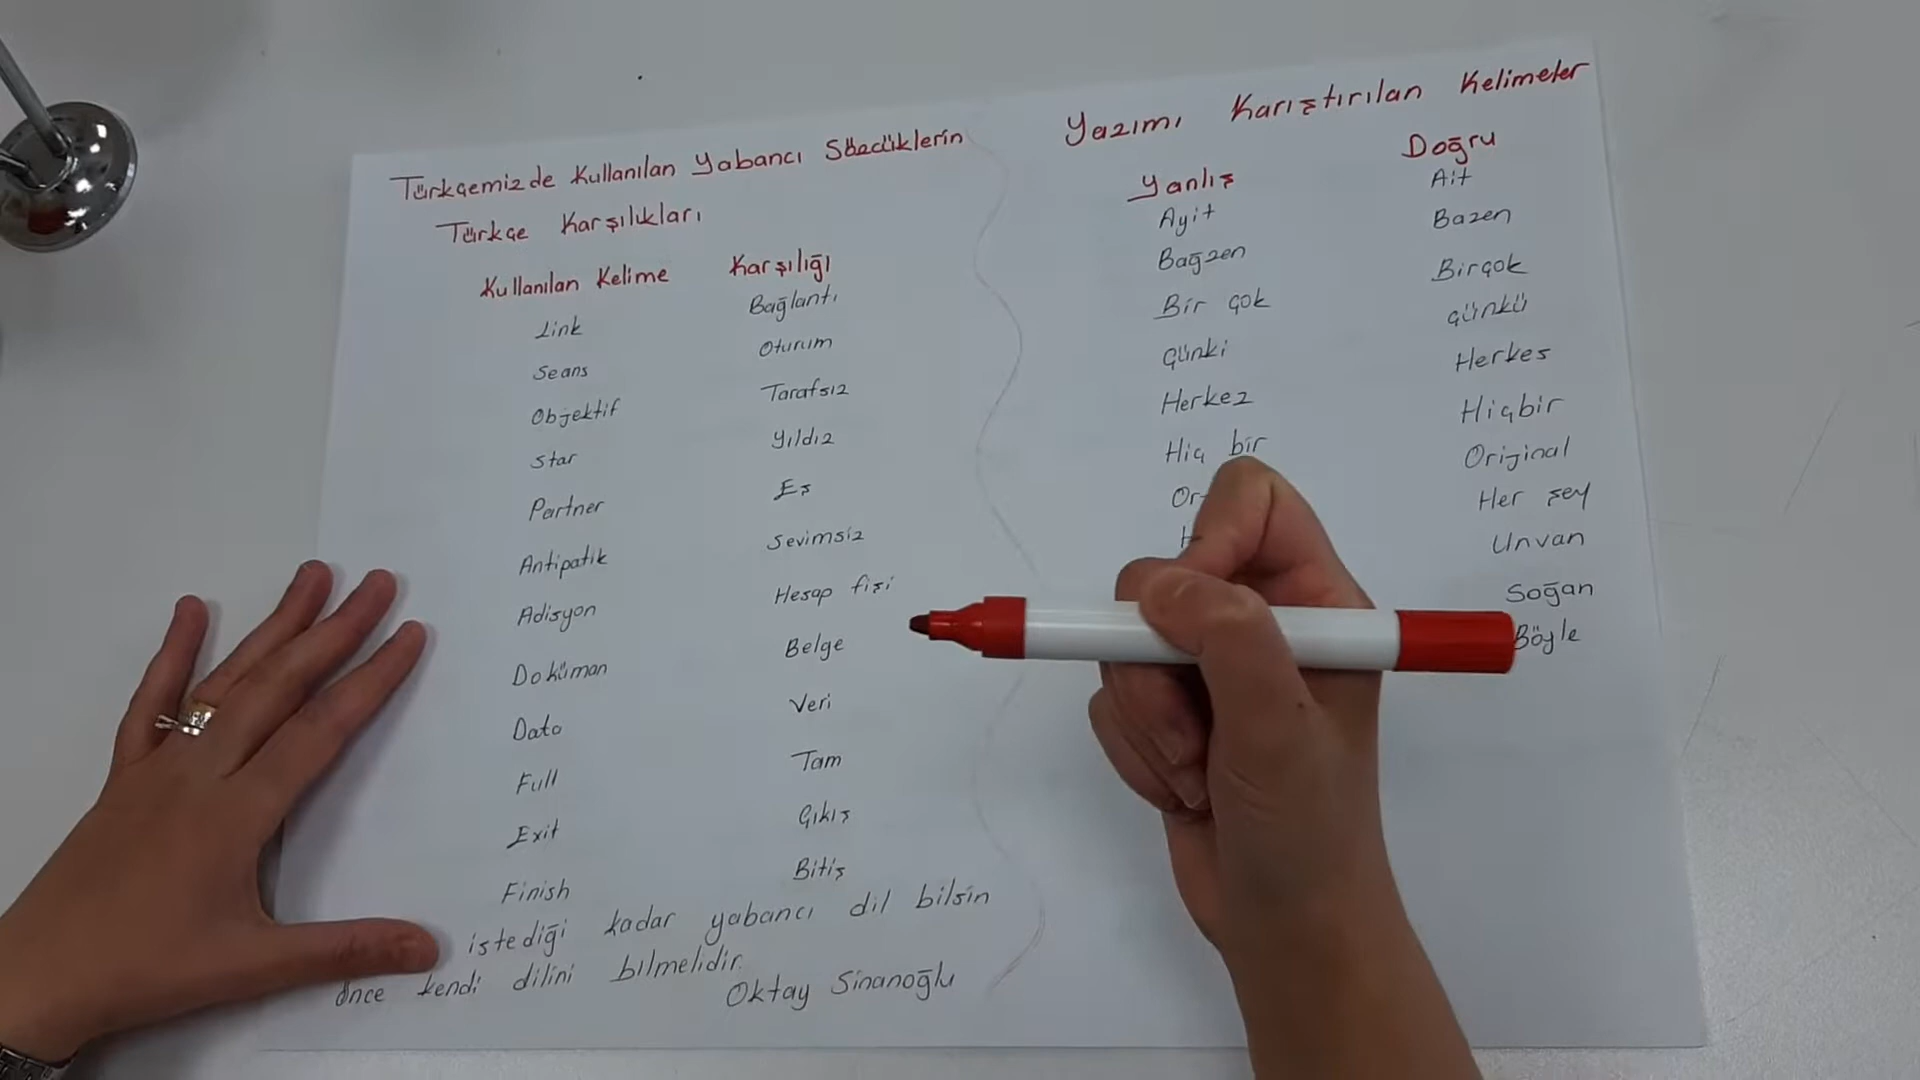 Türkçemizde Kullanılan Yabancı Sözcüklerin
Türkçe Karşılıkları
Kullanılan Kelime Karşılığı
Link Bağlantı
Seans Oturum
Objektif Tarafsız
Star Yıldız
Partner Eş
Antipatik Sevimsiz
Adisyon Hesap fişi
Doküman Belge
Data Veri
Full Tam
Exit Çıkış
Finish Bitiş
istediği kadar yabancı dil bilsin
önce kendi dilini bilmelidir.
Oktay Sinanoğlu
Yazımı Karıştırılan Kelimeler
Yanlış Doğru
Ayit Ait
Bağzen Bazen
Bir çok Birçok
çünki çünkü
Herkez Herkes
Hiç bir Hiçbir
Orijinal
Her şey
Unvan
Soğan
Böyle